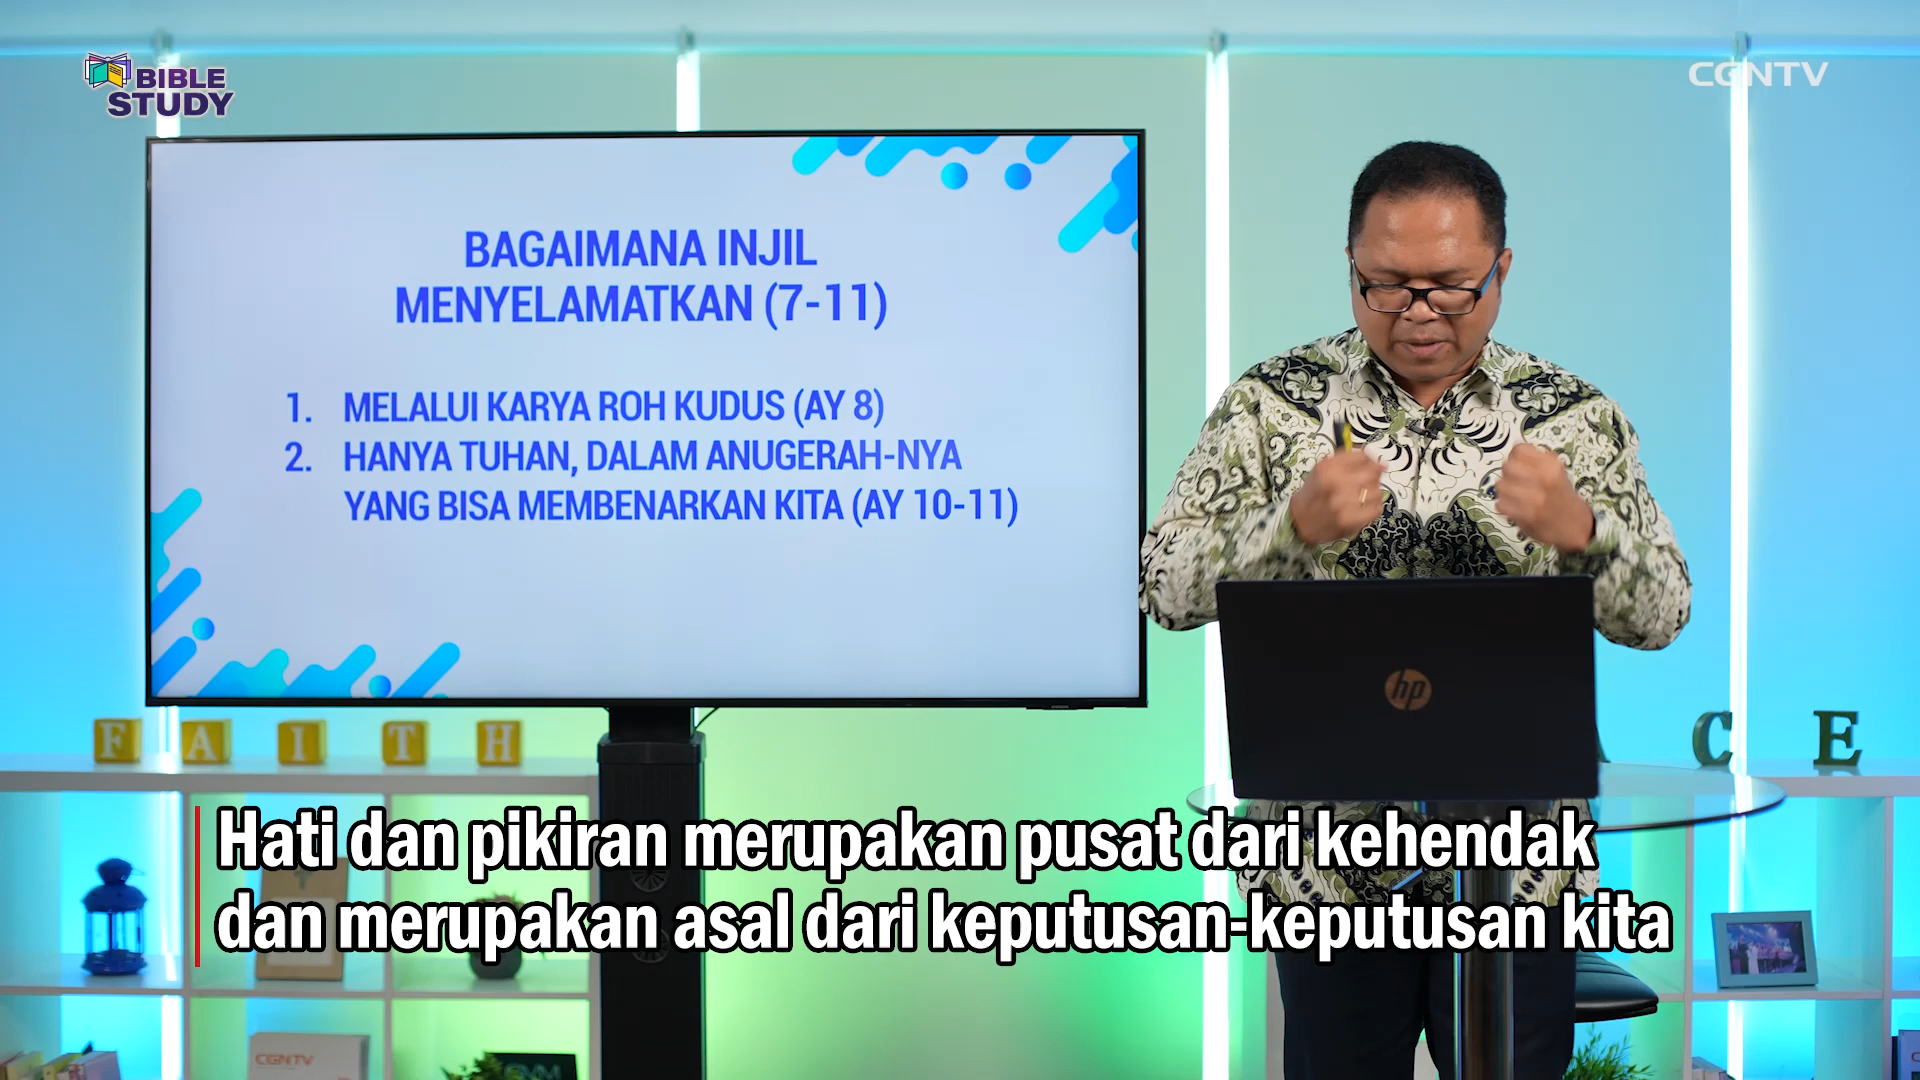 BIBLE
STUDY
CGNTV
BAGAIMANA INJIL
MENYELAMATKAN (7-11)
1. MELALUI KARYA ROH KUDUS (AY 8)
2. HANYA TUHAN, DALAM ANUGERAH-NYA
YANG BISA MEMBENARKAN KITA (AY 10-11)
hp
F A I T H
C E
Hati dan pikiran merupakan pusat dari kehendak
dan merupakan asal dari keputusan-keputusan kita
CGNTV